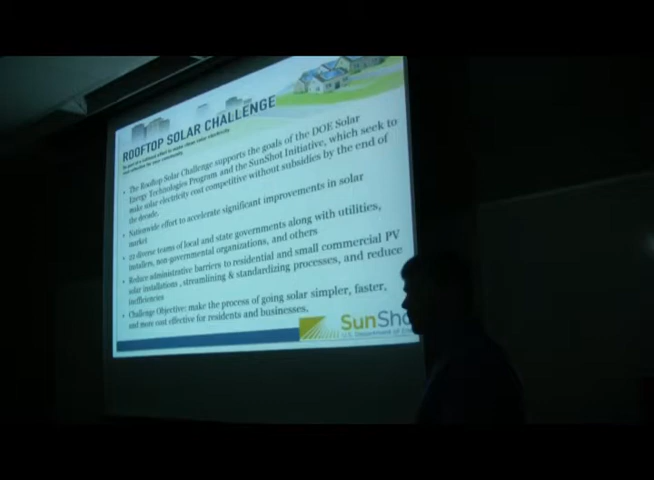 ROOFTOP SOLAR CHALLENGE
• The Rooftop Solar Challenge supports the goals of the DOE Solar
Energy Technologies Program and the SunShot Initiative, which seek to
make solar electricity cost competitive without subsidies by the end of
the decade.
• Nationwide effort to accelerate significant improvements in solar
market
• 22 diverse teams of local and state governments along with utilities,
installers, non-governmental organizations, and others
• Reduce administrative barriers to residential and small commercial PV
solar installations , streamlining & standardizing processes, and reduce
inefficiencies
• Challenge Objective: make the process of going solar simpler, faster,
and more cost effective for residents and businesses.
SunSho
U.S. Department of